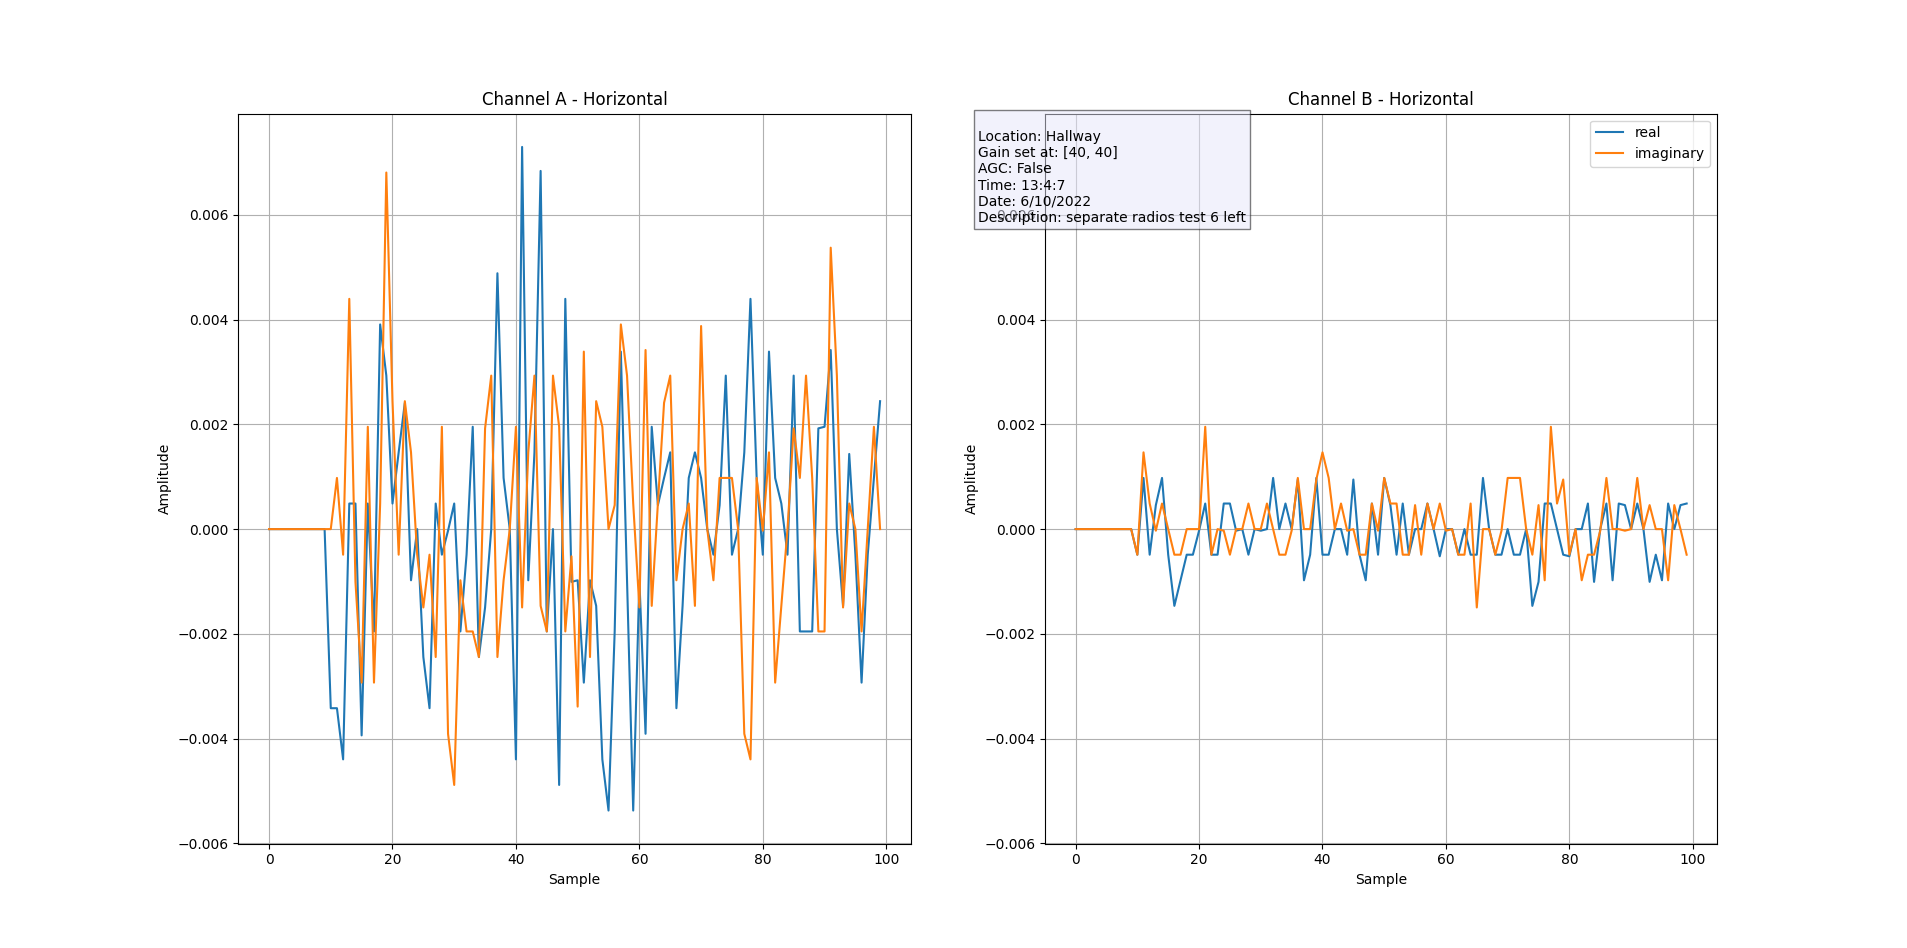 Channel A - Horizontal
0.006
0.004
0.002
0.000
−0.002
−0.004
−0.006
Amplitude
0
20
40
60
80
100
Sample
Channel B - Horizontal
Location: Hallway
Gain set at: [40, 40]
AGC: False
Time: 13:4:7
Date: 6/10/2022
Description: separate radios test 6 left
real
imaginary
0.006
0.004
0.002
0.000
−0.002
−0.004
−0.006
Amplitude
0
20
40
60
80
100
Sample